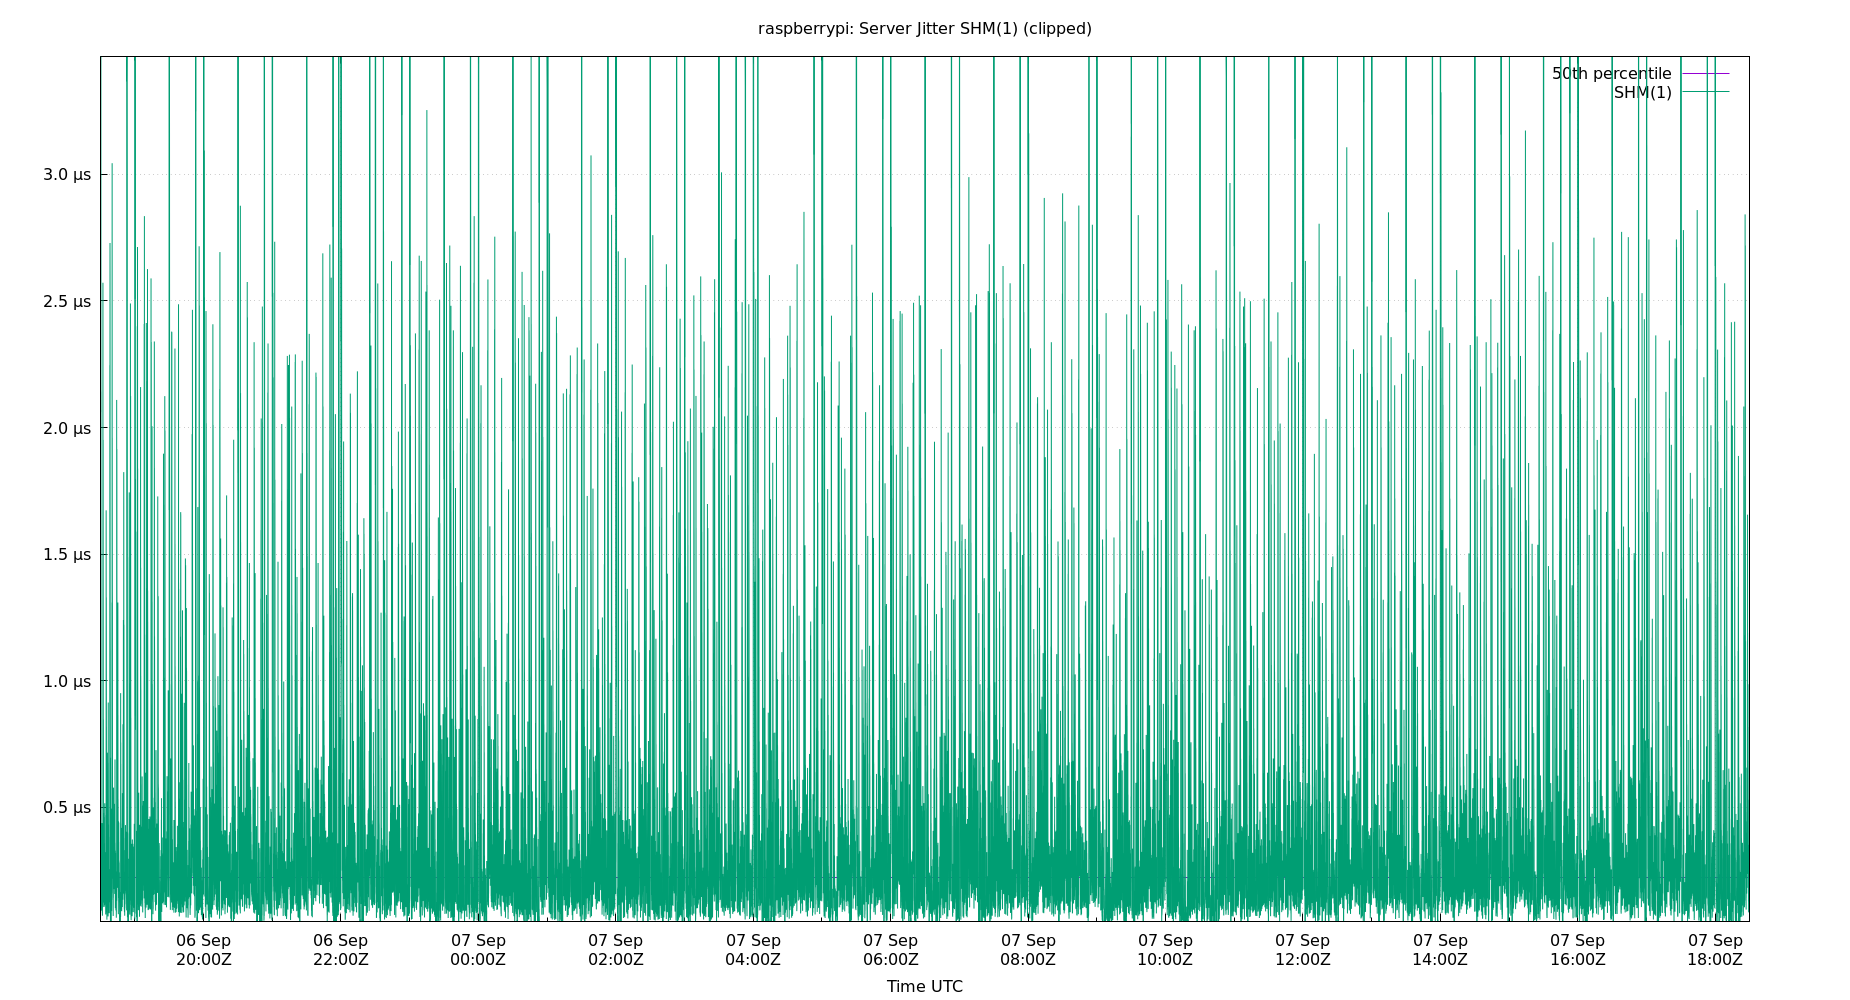 raspberrypi: Server Jitter SHM(1) (clipped)
50th percentile
SHM(1)
3.0 µs
2.5 µs
2.0 µs
1.5 µs
1.0 µs
0.5 µs
06 Sep 06 Sep 07 Sep 07 Sep 07 Sep 07 Sep 07 Sep 07 Sep 07 Sep 07 Sep 07 Sep 07 Sep
20:00Z 22:00Z 00:00Z 02:00Z 04:00Z 06:00Z 08:00Z 10:00Z 12:00Z 14:00Z 16:00Z 18:00Z
Time UTC